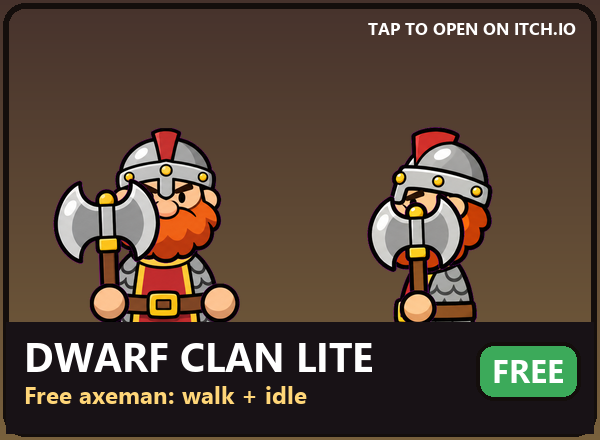 TAP TO OPEN ON ITCH.IO
DWARF CLAN LITE
Free axeman: walk + idle
FREE